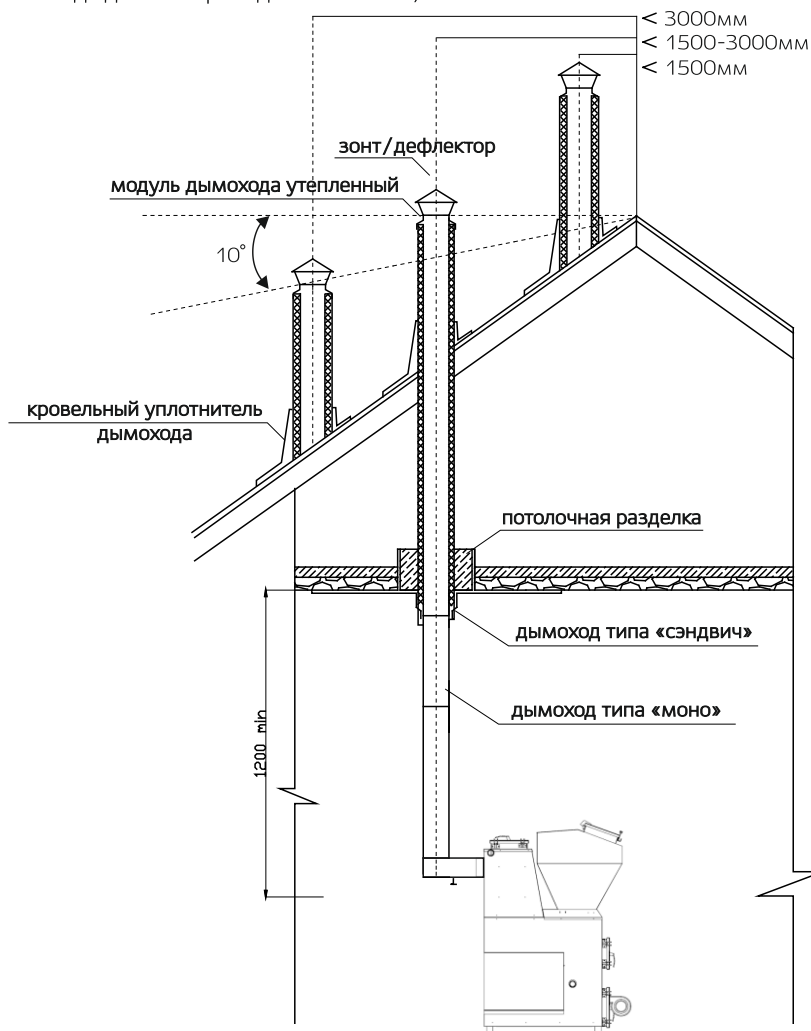 < 3000мм
< 1500-3000мм
< 1500мм
зонт/дефлектор
модуль дымохода утепленный
10°
кровельный уплотнитель
дымохода
потолочная разделка
дымоход типа «сэндвич»
дымоход типа «моно»
1200 min